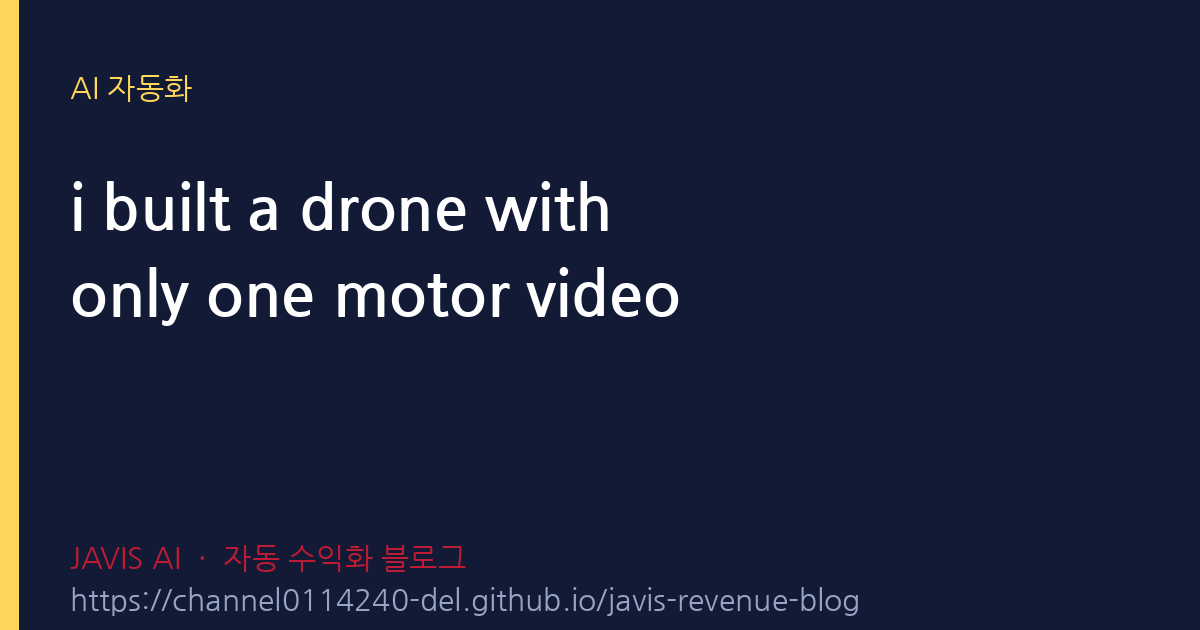 AI 자동화
i built a drone with
only one motor video
JAVIS AI · 자동 수익화 블로그
https://channel0114240-del.github.io/javis-revenue-blog